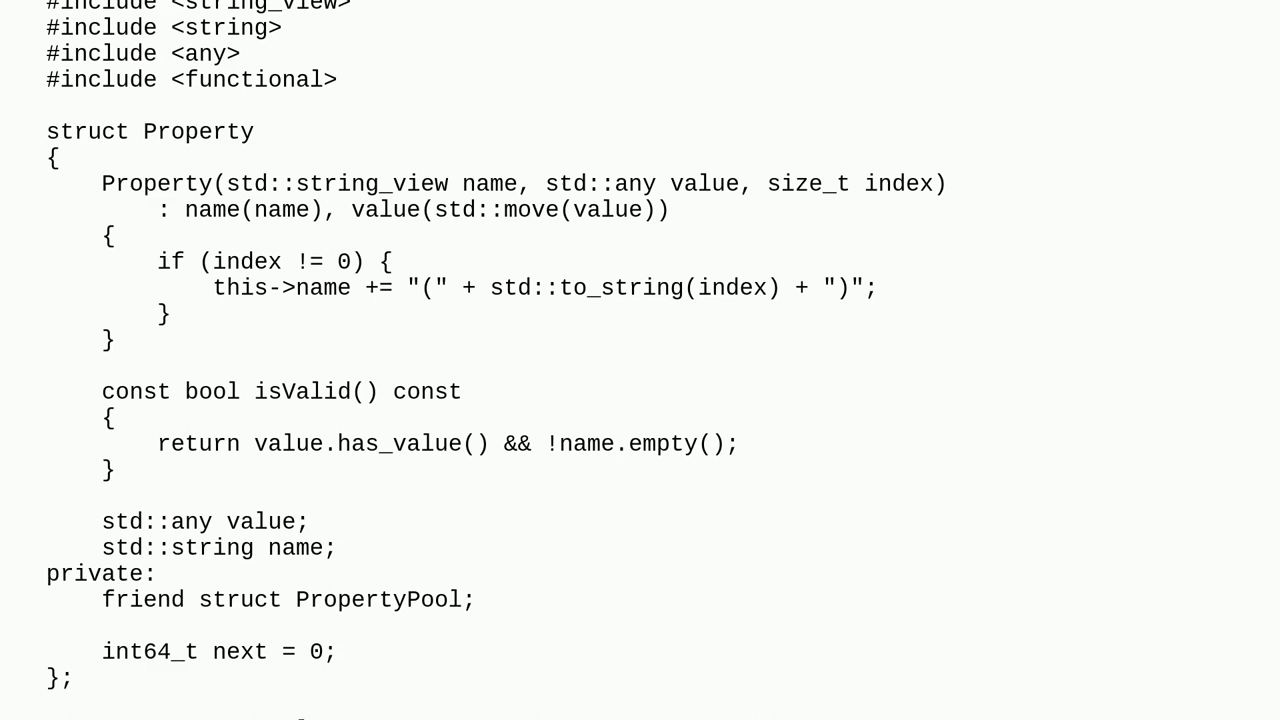 #include <string_view>
#include <string>
#include <any>
#include <functional>

struct Property
{
    Property(std::string_view name, std::any value, size_t index)
        : name(name), value(std::move(value))
    {
        if (index != 0) {
            this->name += "(" + std::to_string(index) + ")";
        }
    }

    const bool isValid() const
    {
        return value.has_value() && !name.empty();
    }

    std::any value;
    std::string name;
private:
    friend struct PropertyPool;

    int64_t next = 0;
};